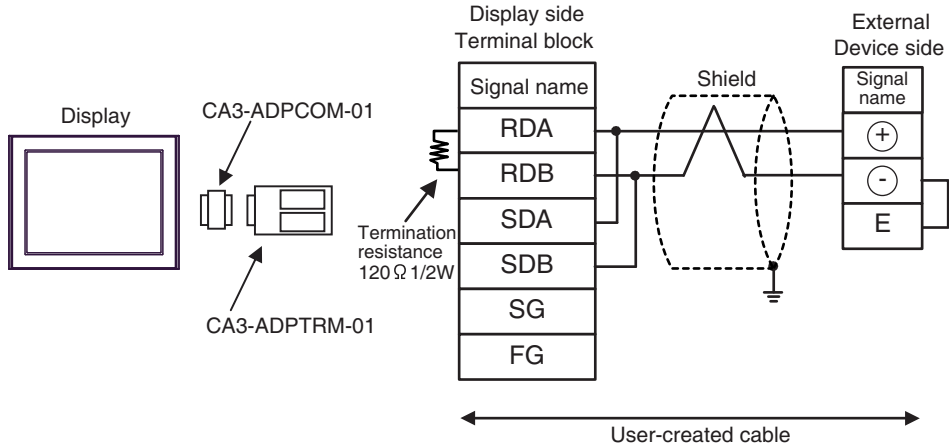 Display side
Terminal block
External
Device side
Signal name
Shield
Signal
name
Display
CA3-ADPCOM-01
RDA
+
RDB
-
SDA
E
Termination
resistance
120Ω 1/2W
SDB
SG
CA3-ADPTRM-01
FG
User-created cable